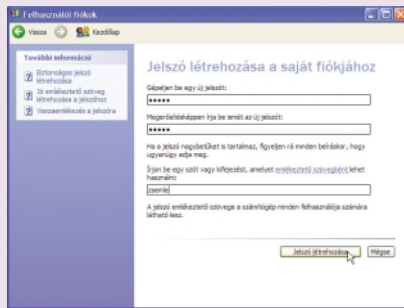 Felhasználói fiókok
Vissza
Kezdőlap
További információ
Biztonságos jelszó
létrehozása
Jó emlékeztető szöveg
létrehozása a jelszóhoz
Visszaemlékezés a jelszóra
Jelszó létrehozása a saját fiókjához
Gépeljen be egy új jelszót:
•••••
Megerősítésképpen írja be ismét az új jelszót:
•••••
Ha a jelszó nagybetűket is tartalmaz, figyeljen rá minden beíráskor, hogy
ugyanúgy adja meg.
Írjon be egy szót vagy kifejezést, amelyet emlékeztető szövegként lehet
használni:
zsemle
A jelszó emlékeztető szövege a számítógép minden felhasználója számára
látható lesz.
Jelszó létrehozása
Mégse